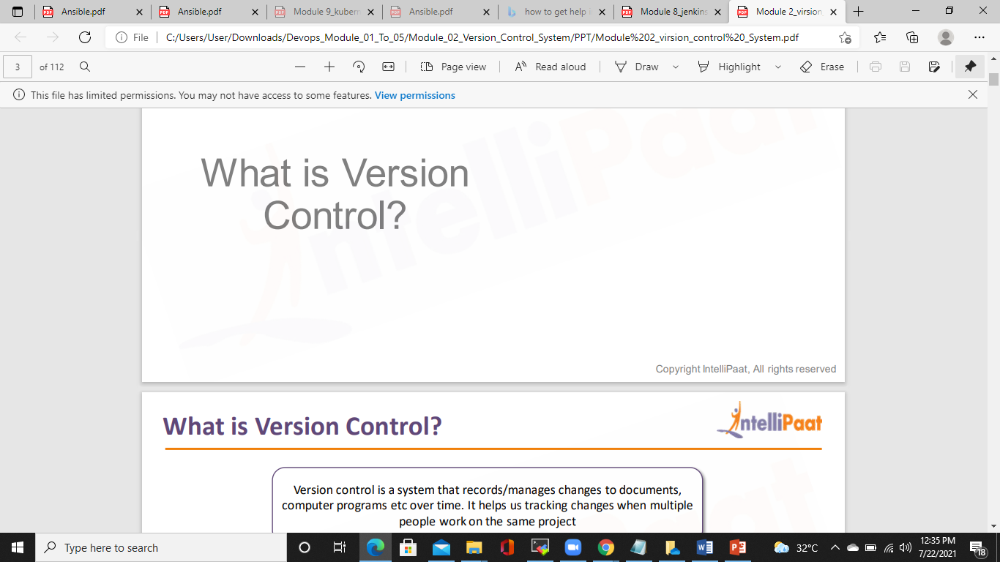 Ansible.pdf
Ansible.pdf
Module 9_kubern
Ansible.pdf
how to get help i
Module 8_jenkins
Module 2_virsion
File
C:/Users/User/Downloads/Devops_Module_01_To_05/Module_02_Version_Control_System/PPT/Module%202_virsion_control%20_System.pdf
3 of 112
Page view
Read aloud
Draw
Highlight
Erase
This file has limited permissions. You may not have access to some features. View permissions
IntelliPaat
What is Version
Control?
Copyright IntelliPaat, All rights reserved
What is Version Control?
IntelliPaat
Version control is a system that records/manages changes to documents,
computer programs etc over time. It helps us tracking changes when multiple
people work on the same project
Type here to search
32°C
12:35 PM
7/22/2021
18